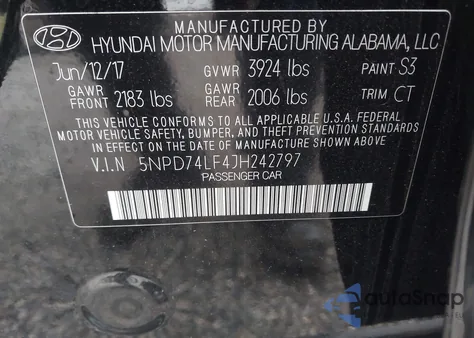 MANUFACTURED BY
HYUNDAI MOTOR MANUFACTURING ALABAMA, LLC
Jun/12/17 GVWR 3924 lbs PAINT S3
GAWR FRONT 2183 lbs GAWR REAR 2006 lbs TRIM CT
THIS VEHICLE CONFORMS TO ALL APPLICABLE U.S.A. FEDERAL
MOTOR VEHICLE SAFETY, BUMPER, AND THEFT PREVENTION STANDARDS
IN EFFECT ON THE DATE OF MANUFACTURE SHOWN ABOVE.
V.I.N 5NPD74LF4JH242797
PASSENGER CAR
autoSnap